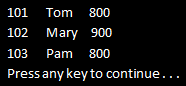 101 Tom 800
102 Mary 900
103 Pam 800
Press any key to continue . . .